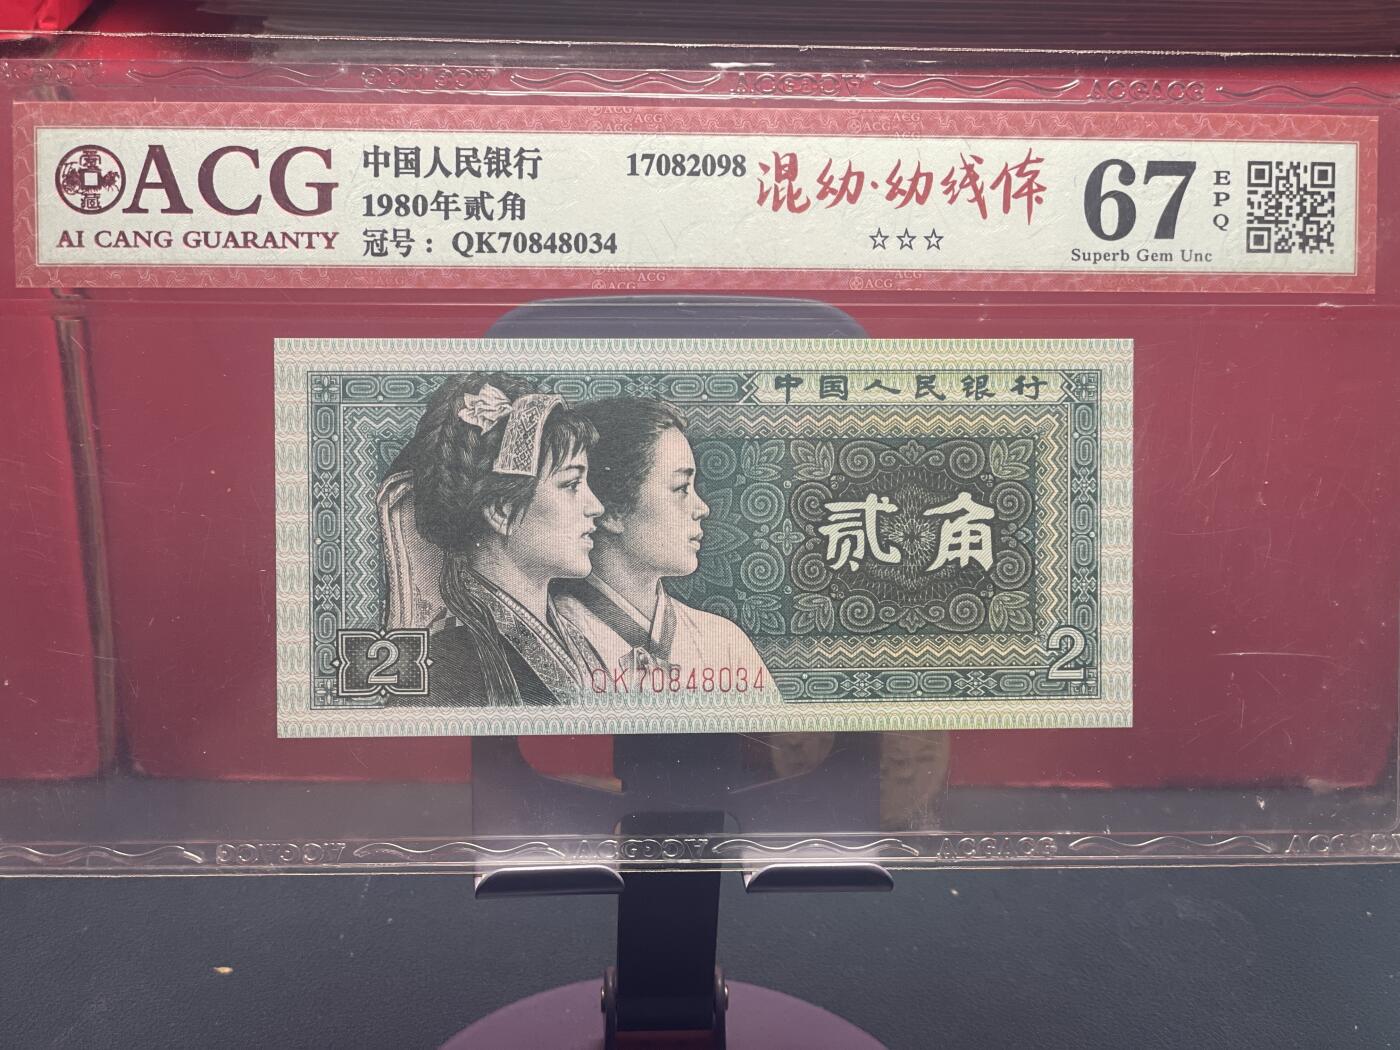 ACG
AI CANG GUARANTY
中国人民银行
1980年贰角
冠号：QK70848034
17082098
混幼·幼线体
☆☆☆
67
EPQ
Superb Gem Unc
中国人民银行
贰角
2
2
QK70848034